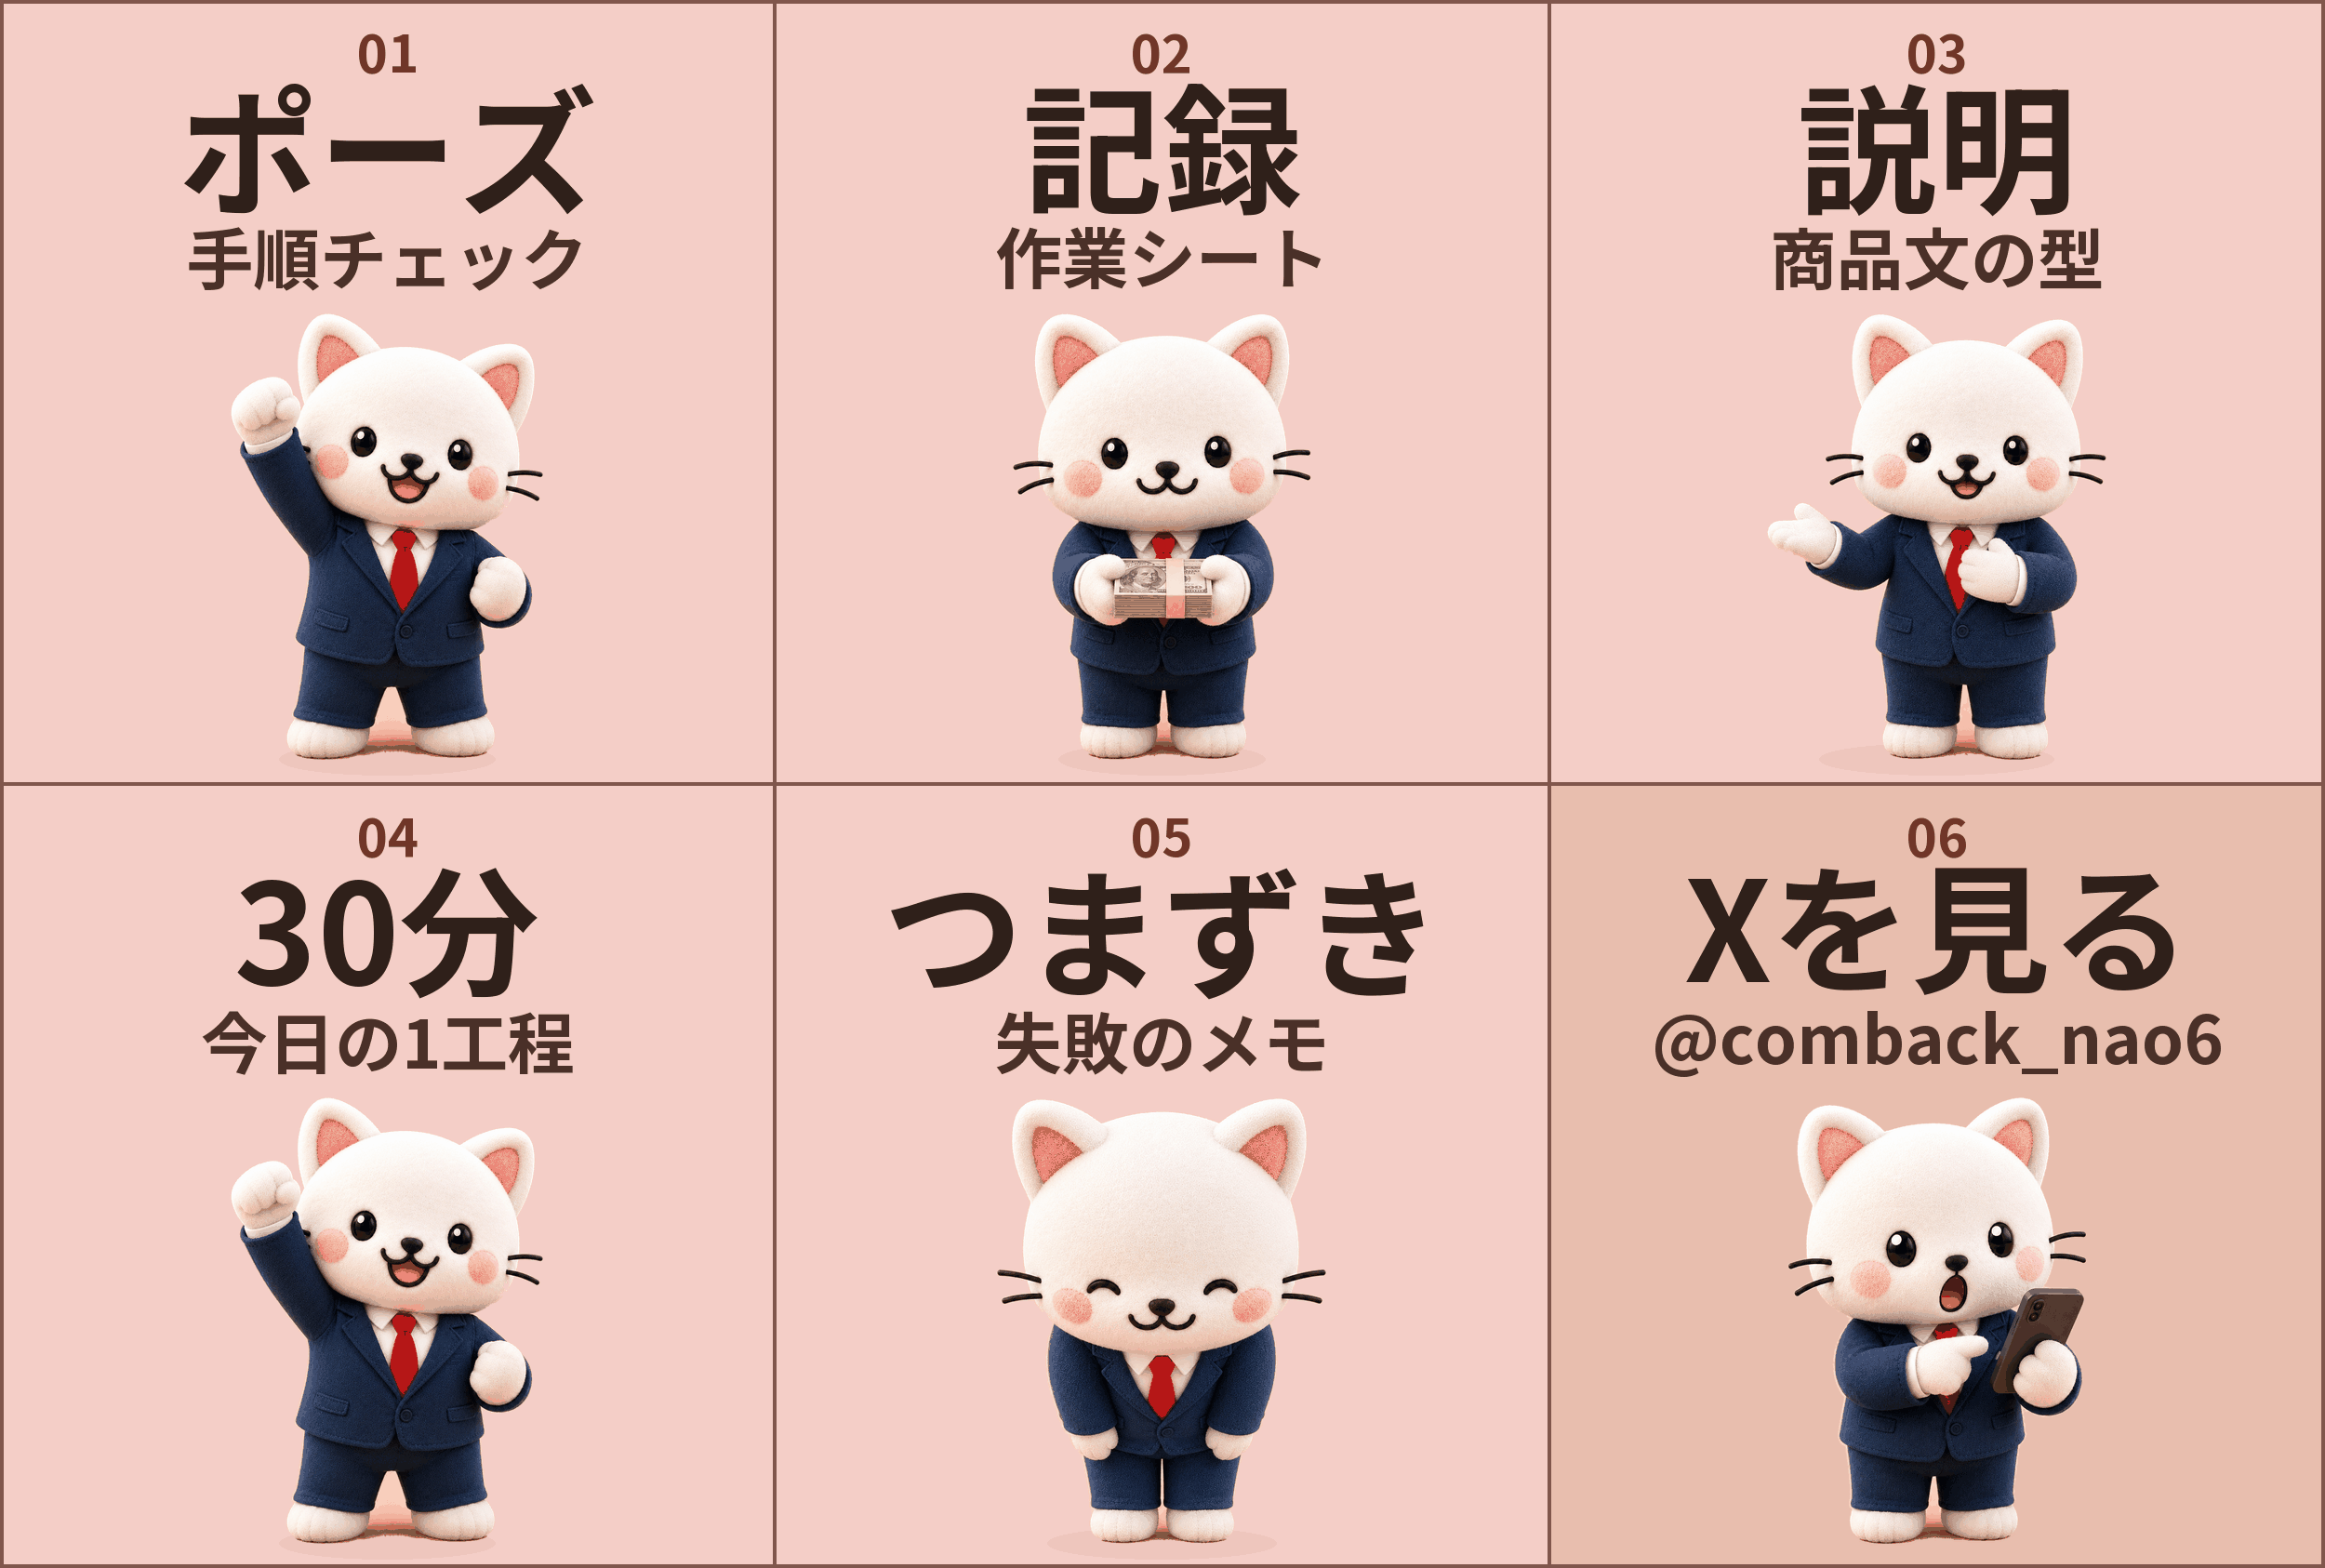 01
ポーズ
手順チェック
02
記録
作業シート
03
説明
商品文の型
04
30分
今日の1工程
05
つまずき
失敗のメモ
06
Xを見る
@comback_nao6